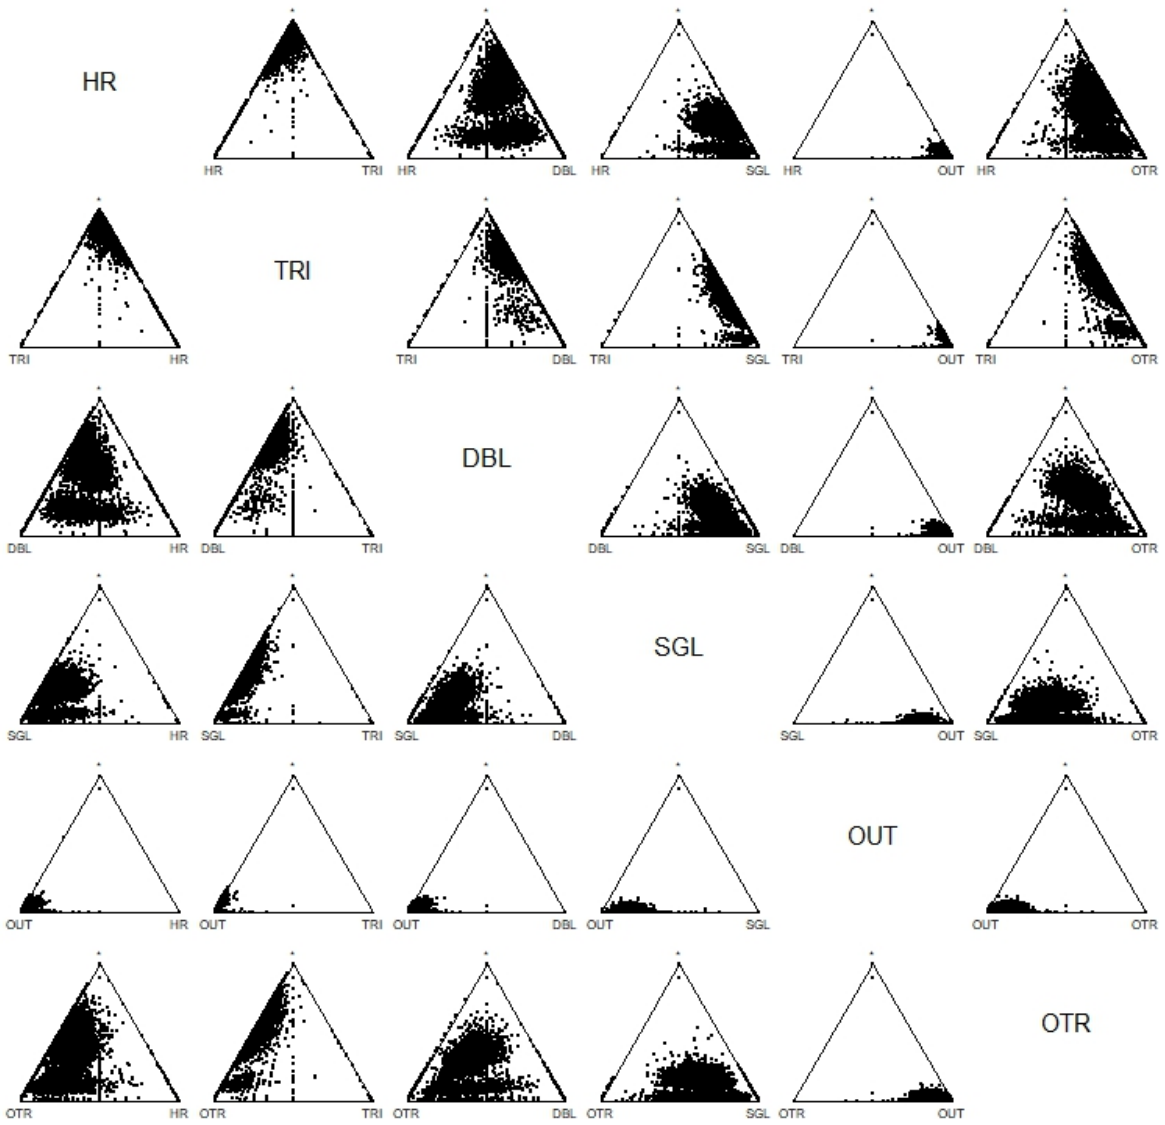 * * * * *
HR
HR TRI HR DBL HR SGL HR OUT HR OTR
* * * * *
TRI
TRI HR TRI DBL TRI SGL TRI OUT TRI OTR
* * * * *
DBL
DBL HR DBL TRI DBL SGL DBL OUT DBL OTR
* * * * *
SGL
SGL HR SGL TRI SGL DBL SGL OUT SGL OTR
* * * * *
OUT
OUT HR OUT TRI OUT DBL OUT SGL OUT OTR
* * * * *
OTR
OTR HR OTR TRI OTR DBL OTR SGL OTR OUT